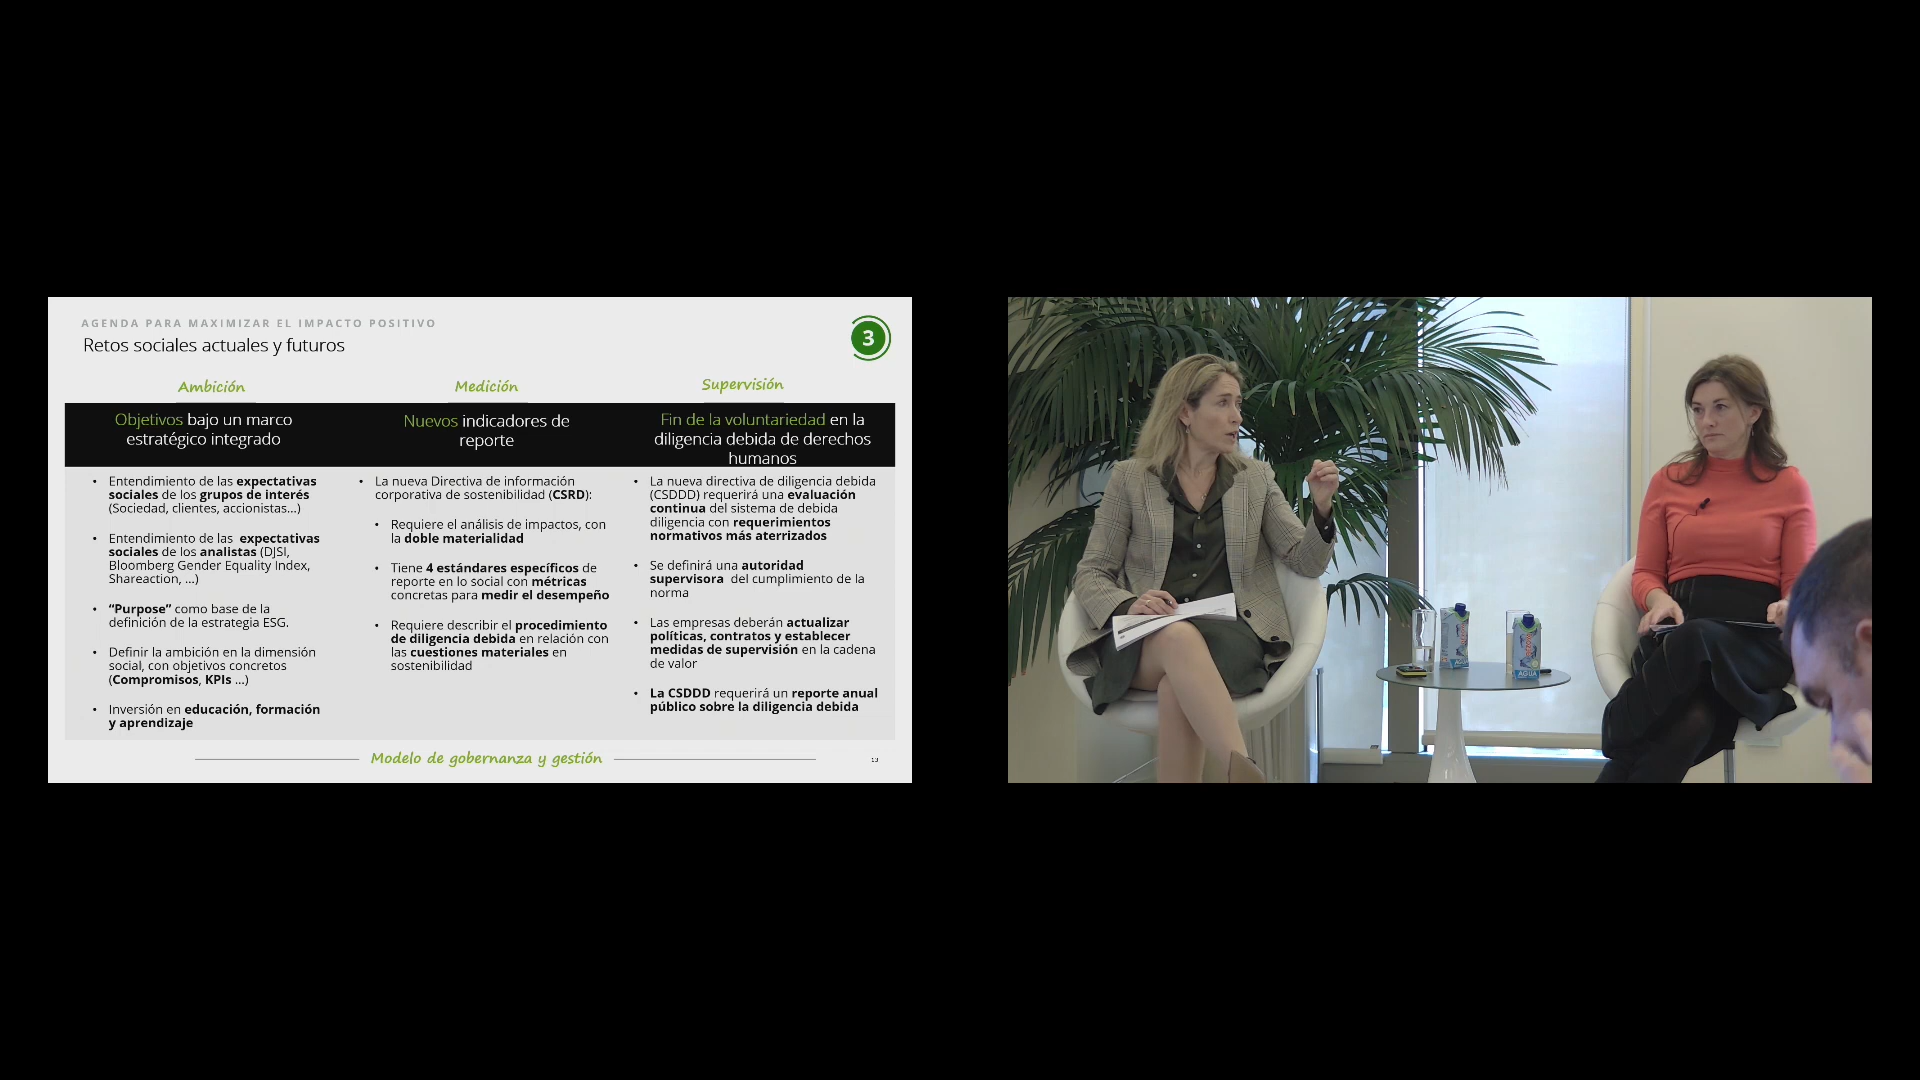 AGENDA PARA MAXIMIZAR EL IMPACTO POSITIVO
Retos sociales actuales y futuros
3
Ambición
Objetivos bajo un marco
estratégico integrado
• Entendimiento de las expectativas
sociales de los grupos de interés
(Sociedad, clientes, accionistas...)
• Entendimiento de las expectativas
sociales de los analistas (DJSI,
Bloomberg Gender Equality Index,
Shareaction, ...)
• “Purpose” como base de la
definición de la estrategia ESG.
• Definir la ambición en la dimensión
social, con objetivos concretos
(Compromisos, KPIs ...)
• Inversión en educación, formación
y aprendizaje
Medición
Nuevos indicadores de
reporte
• La nueva Directiva de información
corporativa de sostenibilidad (CSRD):
• Requiere el análisis de impactos, con
la doble materialidad
• Tiene 4 estándares específicos de
reporte en lo social con métricas
concretas para medir el desempeño
• Requiere describir el procedimiento
de diligencia debida en relación con
las cuestiones materiales en
sostenibilidad
Supervisión
Fin de la voluntariedad en la
diligencia debida de derechos
humanos
• La nueva directiva de diligencia debida
(CSDDD) requerirá una evaluación
continua del sistema de debida
diligencia con requerimientos
normativos más aterrizados
• Se definirá una autoridad
supervisora del cumplimiento de la
norma
• Las empresas deberán actualizar
políticas, contratos y establecer
medidas de supervisión en la cadena
de valor
• La CSDDD requerirá un reporte anual
público sobre la diligencia debida
Modelo de gobernanza y gestión
13
AGUA
AGUA